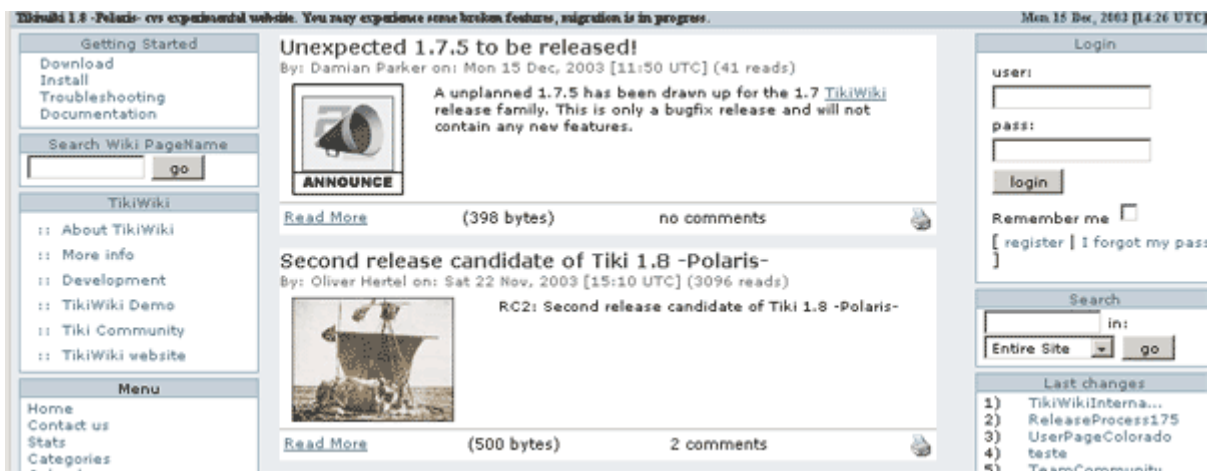 Tikiwiki 1.8 -Polaris- cvs experimental website. You may experience some broken features, migration is in progress.
Mon 15 Dec, 2003 [14:26 UTC]
Getting Started
Download
Install
Troubleshooting
Documentation
Search Wiki PageName
go
TikiWiki
:: About TikiWiki
:: More info
:: Development
:: TikiWiki Demo
:: Tiki Community
:: TikiWiki website
Menu
Home
Contact us
Stats
Categories
Unexpected 1.7.5 to be released!
By: Damian Parker on: Mon 15 Dec, 2003 [11:50 UTC] (41 reads)
A unplanned 1.7.5 has been drawn up for the 1.7 TikiWiki
release family. This is only a bugfix release and will not
contain any new features.
ANNOUNCE
Read More (398 bytes) no comments
Second release candidate of Tiki 1.8 -Polaris-
By: Oliver Hertel on: Sat 22 Nov, 2003 [15:10 UTC] (3096 reads)
RC2: Second release candidate of Tiki 1.8 -Polaris-
Read More (500 bytes) 2 comments
Login
user:
pass:
login
Remember me
[ register | I forgot my pass
]
Search
in:
Entire Site go
Last changes
1) TikiWikiInterna...
2) ReleaseProcess175
3) UserPageColorado
4) teste
5) TeamCommunity